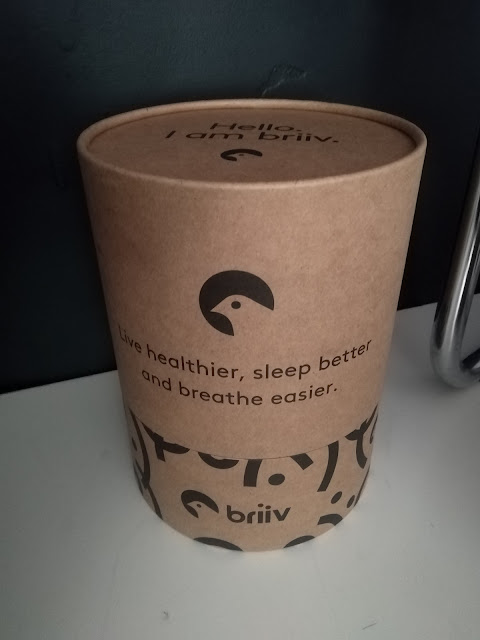 Hello.
I am briiv.
Live healthier, sleep better
and breathe easier.
briiv